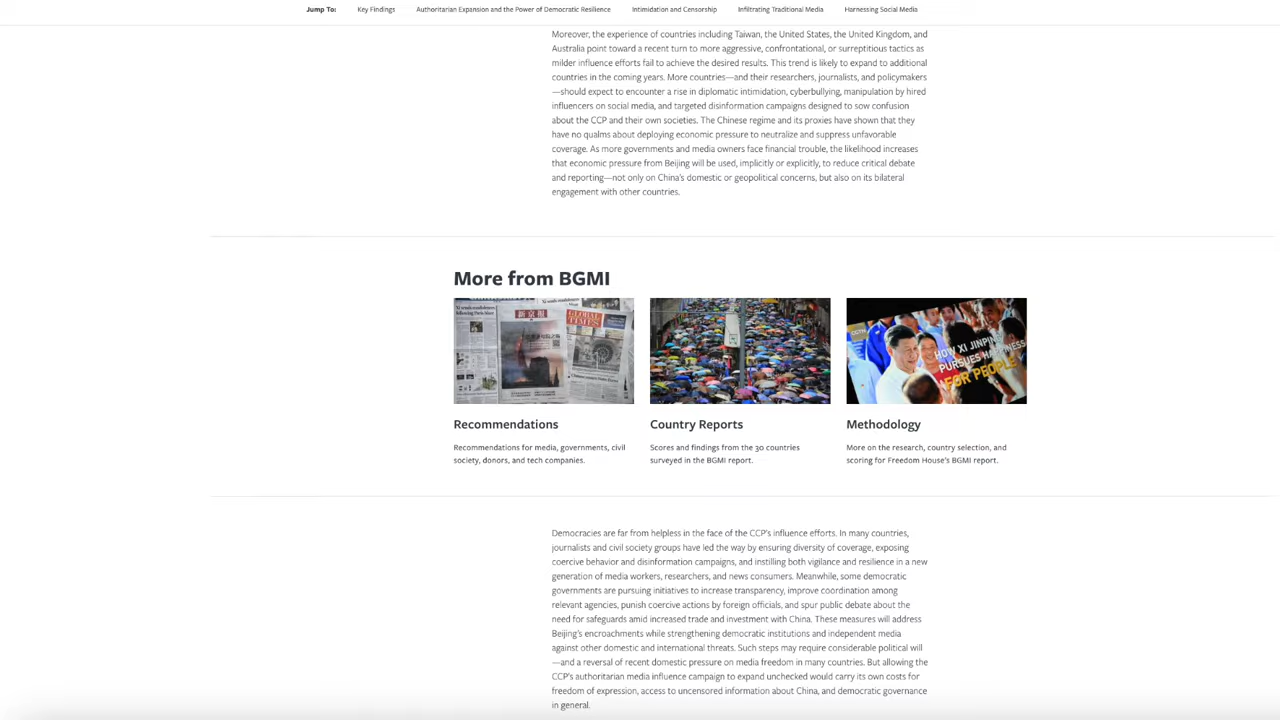 Jump To: Key Findings Authoritarian Expansion and the Power of Democratic Resilience Intimidation and Censorship Infiltrating Traditional Media Harnessing Social Media
Moreover, the experience of countries including Taiwan, the United States, the United Kingdom, and
Australia point toward a recent turn to more aggressive, confrontational, or surreptitious tactics as
milder influence efforts fail to achieve the desired results. This trend is likely to expand to additional
countries in the coming years. More countries—and their researchers, journalists, and policymakers
—should expect to encounter a rise in diplomatic intimidation, cyberbullying, manipulation by hired
influencers on social media, and targeted disinformation campaigns designed to sow confusion
about the CCP and their own societies. The Chinese regime and its proxies have shown that they
have no qualms about deploying economic pressure to neutralize and suppress unfavorable
coverage. As more governments and media owners face financial trouble, the likelihood increases
that economic pressure from Beijing will be used, implicitly or explicitly, to reduce critical debate
and reporting—not only on China's domestic or geopolitical concerns, but also on its bilateral
engagement with other countries.
More from BGMI
新京報
GLOBAL TIMES
CGTN
HOW XI JINPING
PURSUES HAPPINESS
FOR PEOPLE
Recommendations
Recommendations for media, governments, civil
society, donors, and tech companies.
Country Reports
Scores and findings from the 30 countries
surveyed in the BGMI report.
Methodology
More on the research, country selection, and
scoring for Freedom House's BGMI report.
Democracies are far from helpless in the face of the CCP's influence efforts. In many countries,
journalists and civil society groups have led the way by ensuring diversity of coverage, exposing
coercive behavior and disinformation campaigns, and instilling both vigilance and resilience in a new
generation of media workers, researchers, and news consumers. Meanwhile, some democratic
governments are pursuing initiatives to increase transparency, improve coordination among
relevant agencies, punish coercive actions by foreign officials, and spur public debate about the
need for safeguards amid increased trade and investment with China. These measures will address
Beijing's encroachments while strengthening democratic institutions and independent media
against other domestic and international threats. Such steps may require considerable political will
—and a reversal of recent domestic pressure on media freedom in many countries. But allowing the
CCP's authoritarian media influence campaign to expand unchecked would carry its own costs for
freedom of expression, access to uncensored information about China, and democratic governance
in general.